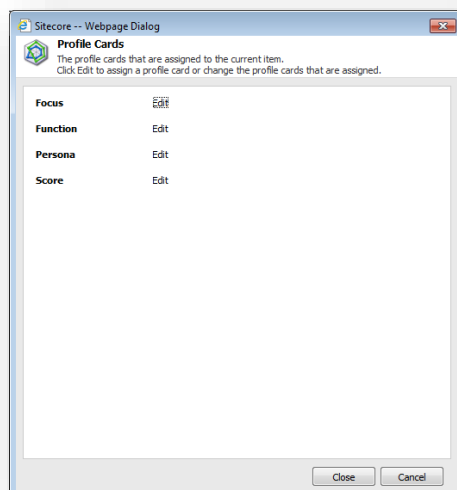 Sitecore -- Webpage Dialog
Profile Cards
The profile cards that are assigned to the current item.
Click Edit to assign a profile card or change the profile cards that are assigned.
Focus Edit
Function Edit
Persona Edit
Score Edit
Close Cancel